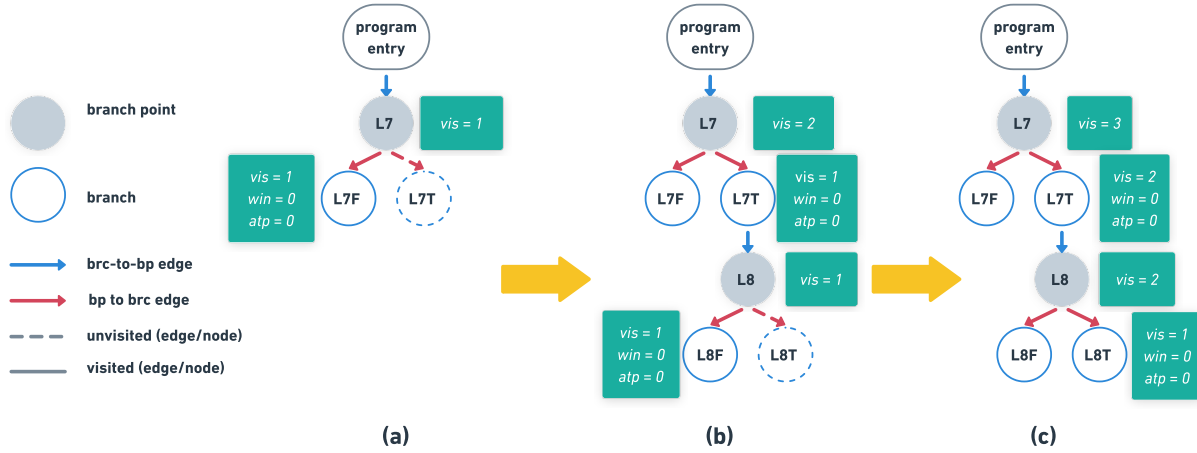 branch point
branch
brc-to-bp edge
bp to brc edge
unvisited (edge/node)
visited (edge/node)
program
entry
L7
vis = 1
vis = 1
win = 0
atp = 0
L7F
L7T
(a)
program
entry
L7
vis = 2
L7F
L7T
vis = 1
win = 0
atp = 0
L8
vis = 1
vis = 1
win = 0
atp = 0
L8F
L8T
(b)
program
entry
L7
vis = 3
L7F
L7T
vis = 2
win = 0
atp = 0
L8
vis = 2
L8F
L8T
vis = 1
win = 0
atp = 0
(c)